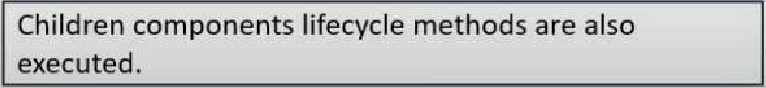 Children components lifecycle methods are also
executed.